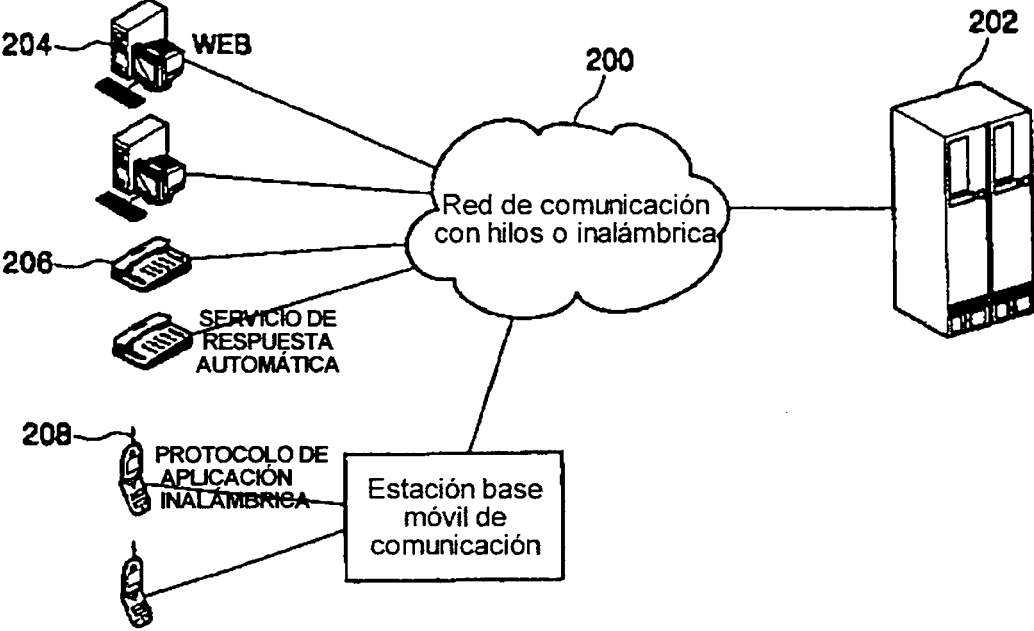 204
WEB
200
202
Red de comunicación
con hilos o inalámbrica
206
SERVICIO DE
RESPUESTA
AUTOMÁTICA
208
PROTOCOLO DE
APLICACIÓN
INALÁMBRICA
Estación base
móvil de
comunicación